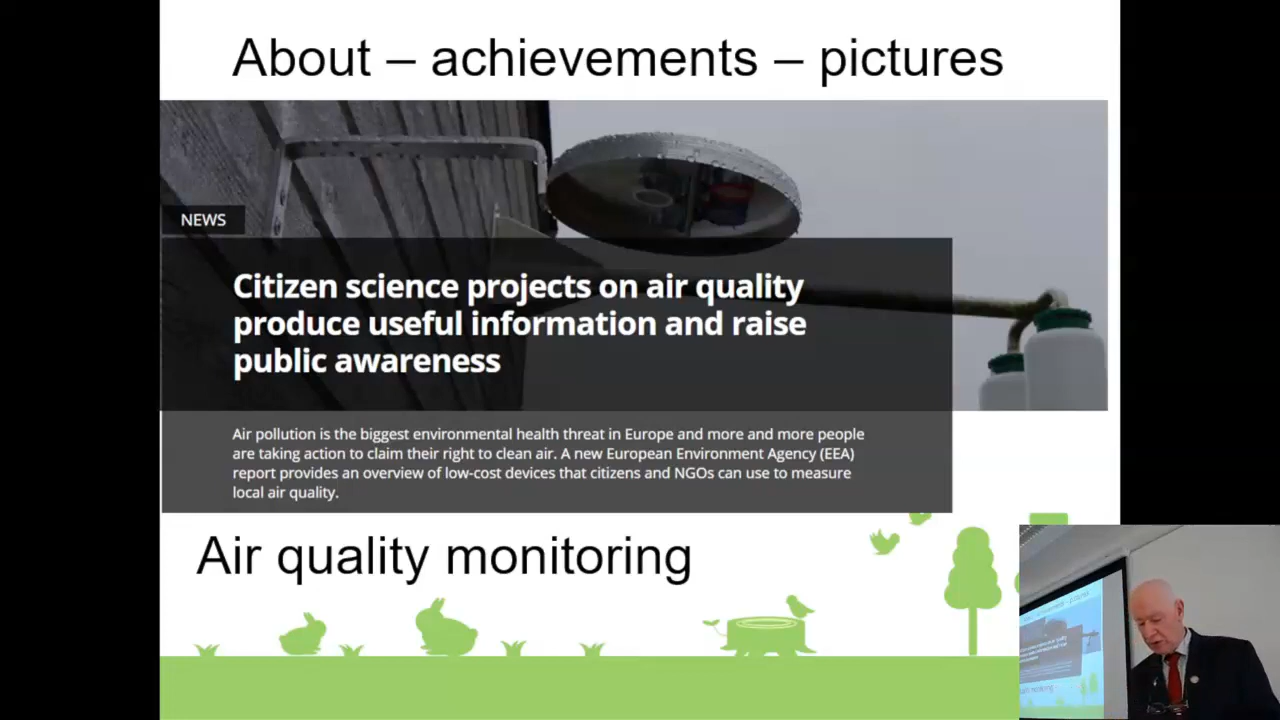 About – achievements – pictures
NEWS
Citizen science projects on air quality
produce useful information and raise
public awareness
Air pollution is the biggest environmental health threat in Europe and more and more people
are taking action to claim their right to clean air. A new European Environment Agency (EEA)
report provides an overview of low-cost devices that citizens and NGOs can use to measure
local air quality.
Air quality monitoring